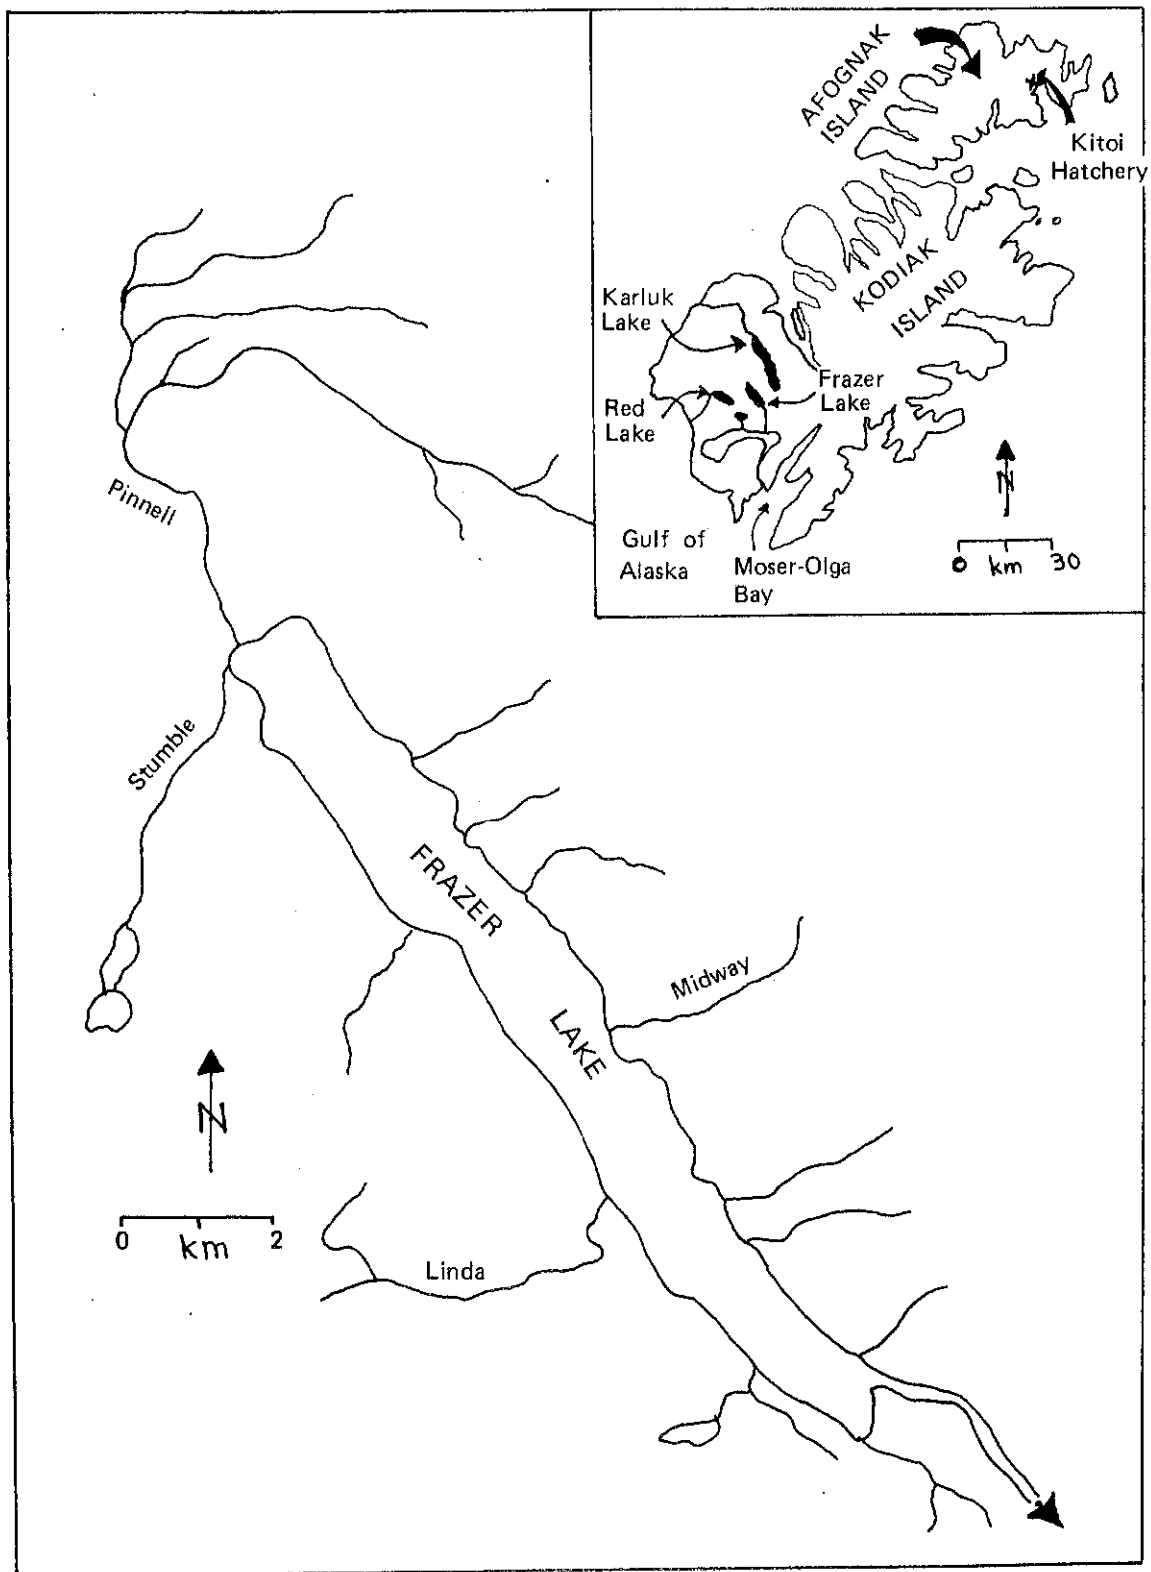 AFOGNAK
ISLAND
Kitoi
Hatchery
KODIAK
ISLAND
Karluk
Lake
Frazer
Lake
Red
Lake
N
Gulf of
Alaska
Moser-Olga
Bay
0 km 30
Pinnell
Stumble
FRAZER
LAKE
Midway
N
0 km 2
Linda